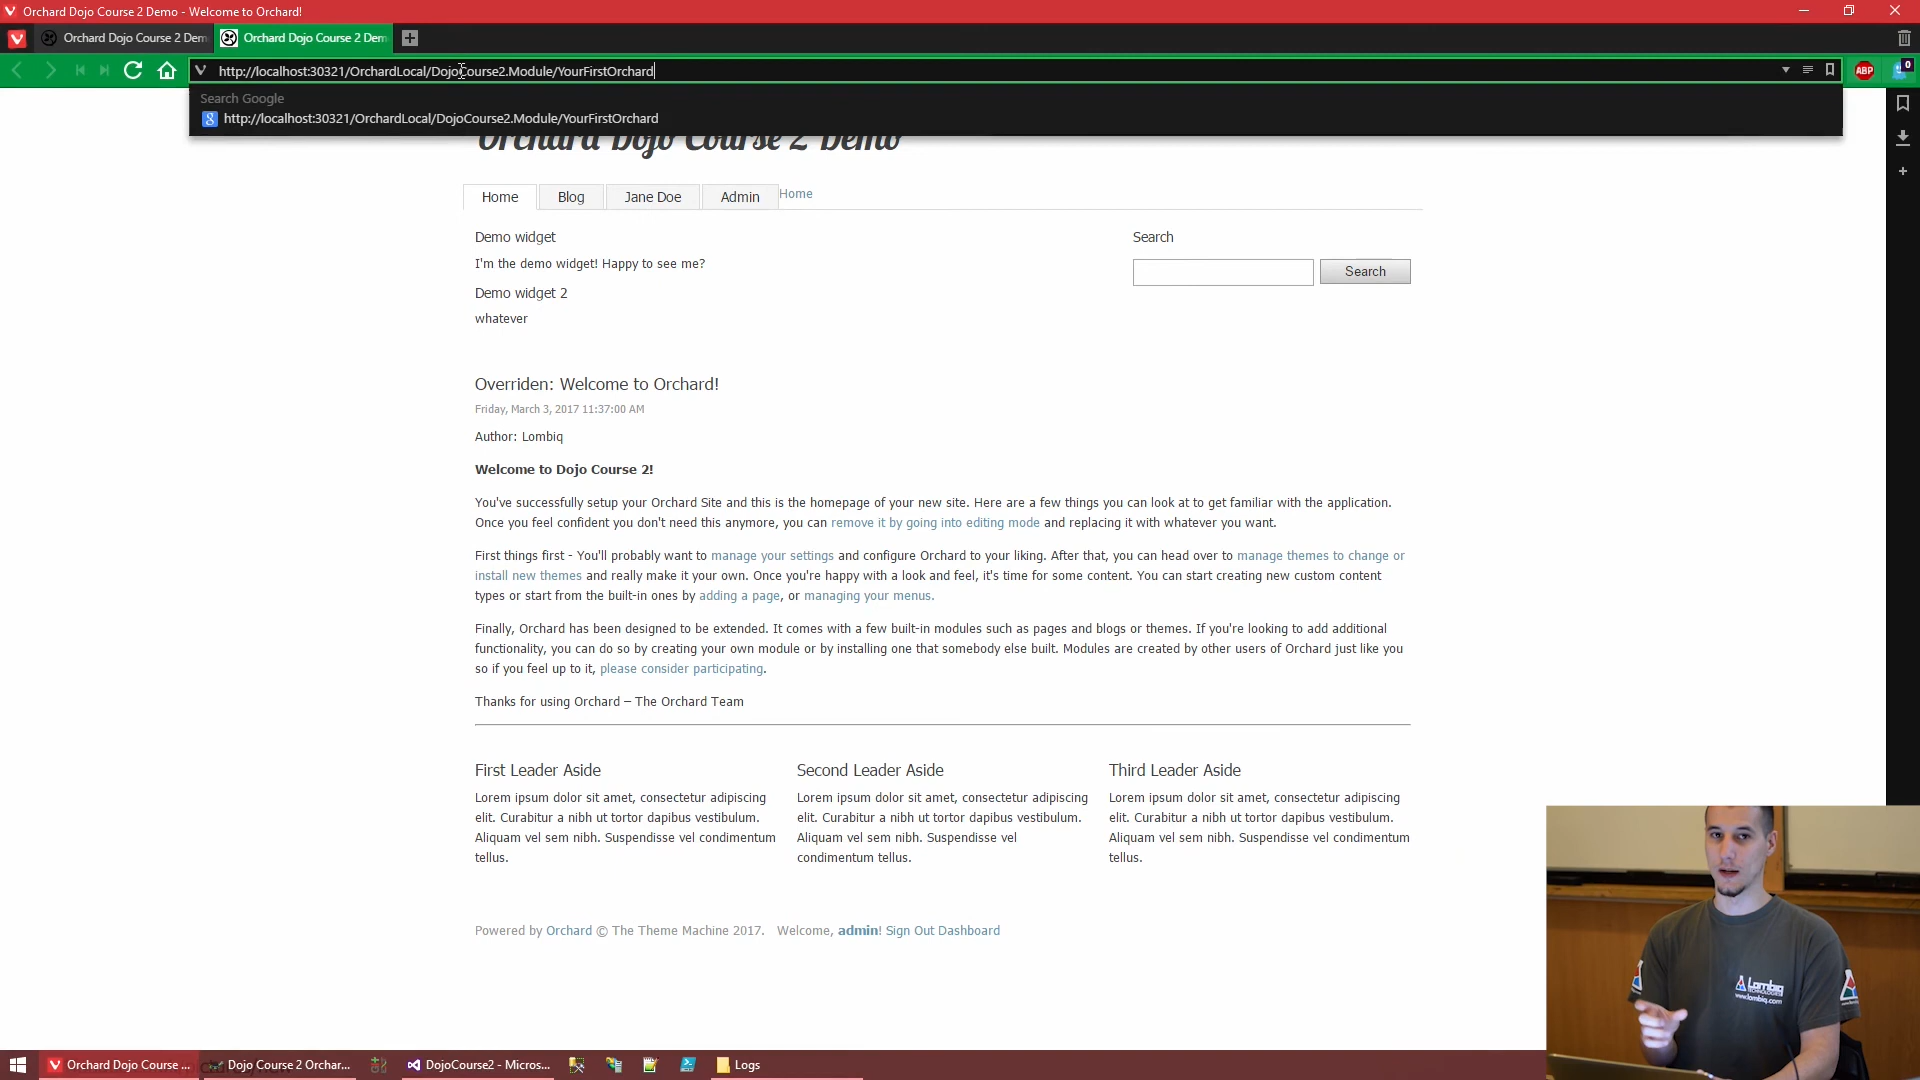 Orchard Dojo Course 2 Demo - Welcome to Orchard!
Orchard Dojo Course 2 Dem
Orchard Dojo Course 2 Dem
http://localhost:30321/OrchardLocal/DojoCourse2.Module/YourFirstOrchard
ABP
0
Search Google
http://localhost:30321/OrchardLocal/DojoCourse2.Module/YourFirstOrchard
Orchard Dojo Course 2 Demo
Home
Blog
Jane Doe
Admin
Home
Demo widget
I'm the demo widget! Happy to see me?
Demo widget 2
whatever
Search
Search
Overriden: Welcome to Orchard!
Friday, March 3, 2017 11:37:00 AM
Author: Lombiq
Welcome to Dojo Course 2!
You've successfully setup your Orchard Site and this is the homepage of your new site. Here are a few things you can look at to get familiar with the application.
Once you feel confident you don't need this anymore, you can remove it by going into editing mode and replacing it with whatever you want.
First things first - You'll probably want to manage your settings and configure Orchard to your liking. After that, you can head over to manage themes to change or
install new themes and really make it your own. Once you're happy with a look and feel, it's time for some content. You can start creating new custom content
types or start from the built-in ones by adding a page, or managing your menus.
Finally, Orchard has been designed to be extended. It comes with a few built-in modules such as pages and blogs or themes. If you're looking to add additional
functionality, you can do so by creating your own module or by installing one that somebody else built. Modules are created by other users of Orchard just like you
so if you feel up to it, please consider participating.
Thanks for using Orchard – The Orchard Team
First Leader Aside
Lorem ipsum dolor sit amet, consectetur adipiscing
elit. Curabitur a nibh ut tortor dapibus vestibulum.
Aliquam vel sem nibh. Suspendisse vel condimentum
tellus.
Second Leader Aside
Lorem ipsum dolor sit amet, consectetur adipiscing
elit. Curabitur a nibh ut tortor dapibus vestibulum.
Aliquam vel sem nibh. Suspendisse vel
condimentum tellus.
Third Leader Aside
Lorem ipsum dolor sit amet, consectetur adipiscing
elit. Curabitur a nibh ut tortor dapibus vestibulum.
Aliquam vel sem nibh. Suspendisse vel condimentum
tellus.
Powered by Orchard © The Theme Machine 2017. Welcome, admin! Sign Out Dashboard
Lombiq
TECHNOLOGIES
www.lombiq.com
Orchard Dojo Course ...
Dojo Course 2 Orchar...
DojoCourse2 - Micros...
Logs